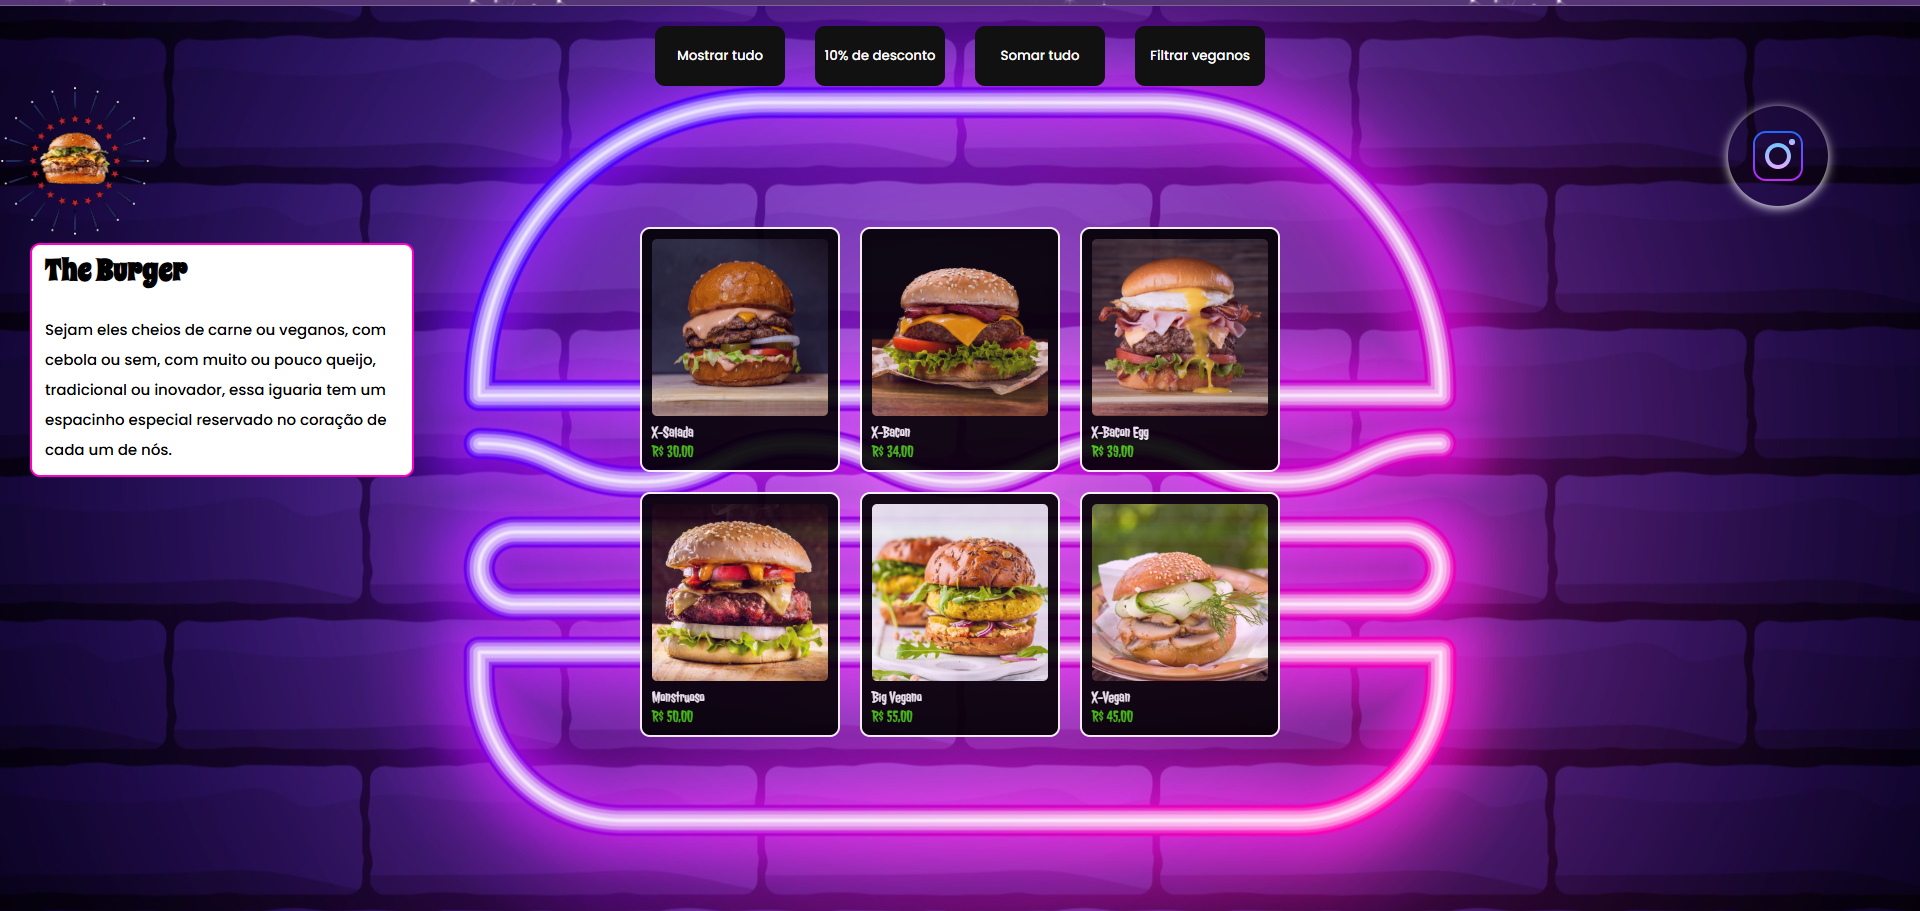 Mostrar tudo
10% de desconto
Somar tudo
Filtrar veganos
The Burger
Sejam eles cheios de carne ou veganos, com
cebola ou sem, com muito ou pouco queijo,
tradicional ou inovador, essa iguaria tem um
espacinho especial reservado no coração de
cada um de nós.
X-Salada
R$ 30,00
X-Bacon
R$ 34,00
X-Bacon Egg
R$ 39,00
Monstruoso
R$ 50,00
Big Vegano
R$ 55,00
X-Vegan
R$ 45,00